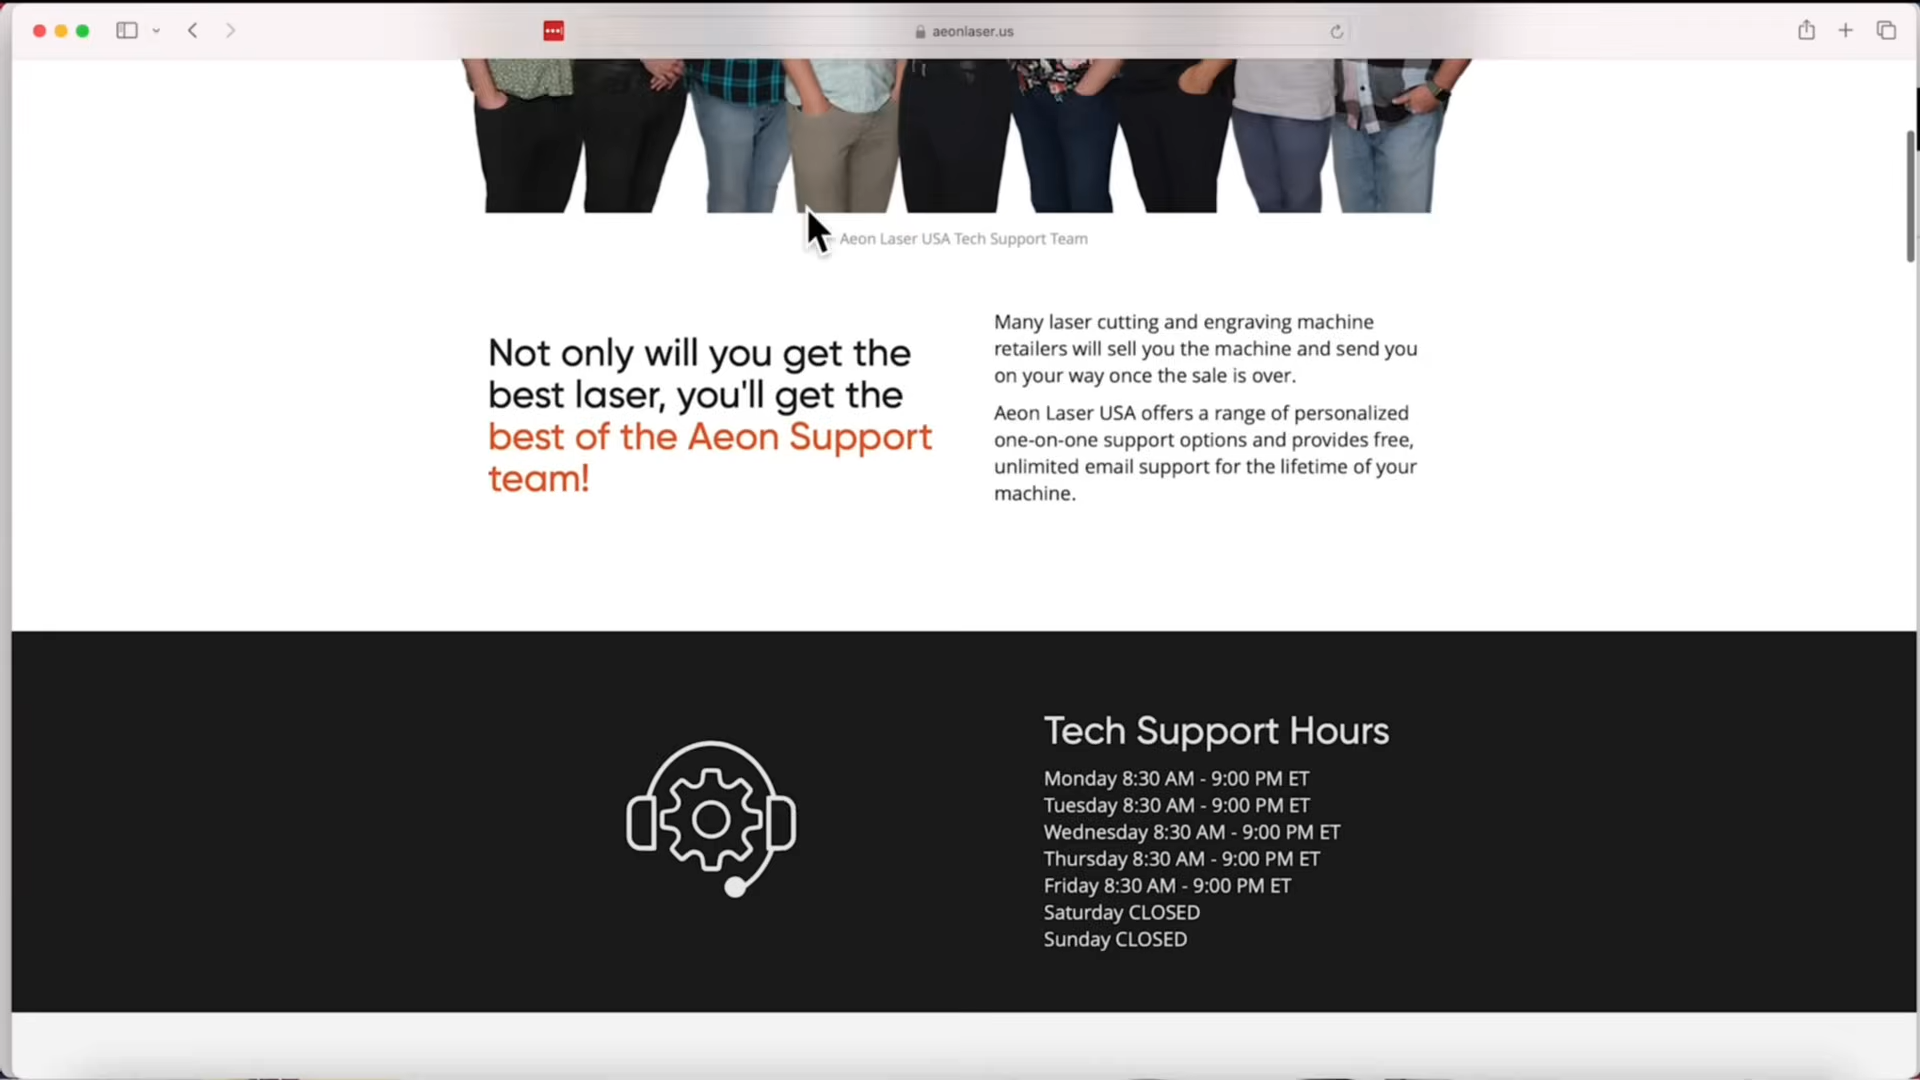 aeonlaser.us
Aeon Laser USA Tech Support Team
Not only will you get the
best laser, you'll get the
best of the Aeon Support
team!
Many laser cutting and engraving machine
retailers will sell you the machine and send you
on your way once the sale is over.
Aeon Laser USA offers a range of personalized
one-on-one support options and provides free,
unlimited email support for the lifetime of your
machine.
Tech Support Hours
Monday 8:30 AM - 9:00 PM ET
Tuesday 8:30 AM - 9:00 PM ET
Wednesday 8:30 AM - 9:00 PM ET
Thursday 8:30 AM - 9:00 PM ET
Friday 8:30 AM - 9:00 PM ET
Saturday CLOSED
Sunday CLOSED